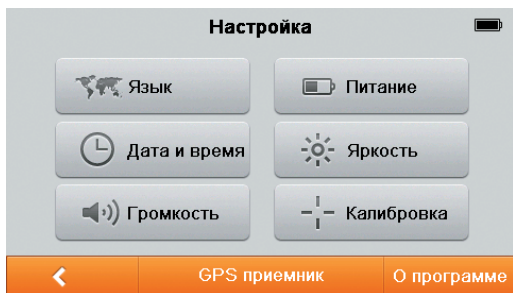 Настройка
Язык
Питание
Дата и время
Яркость
Громкость
Калибровка
GPS приемник
О программе